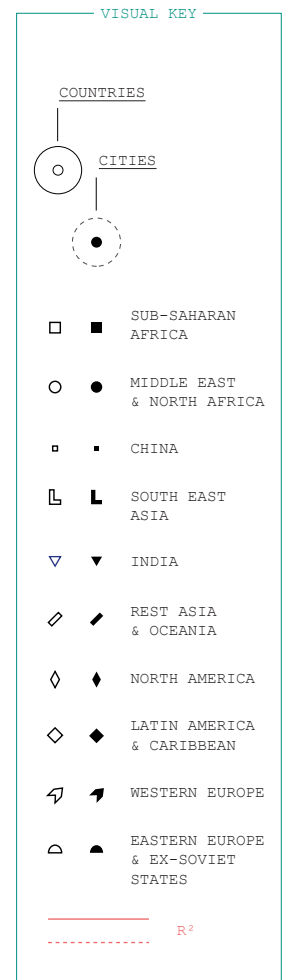 VISUAL KEY
COUNTRIES
CITIES
SUB-SAHARAN
AFRICA
MIDDLE EAST
& NORTH AFRICA
CHINA
SOUTH EAST
ASIA
INDIA
REST ASIA
& OCEANIA
NORTH AMERICA
LATIN AMERICA
& CARIBBEAN
WESTERN EUROPE
EASTERN EUROPE
& EX-SOVIET
STATES
R²